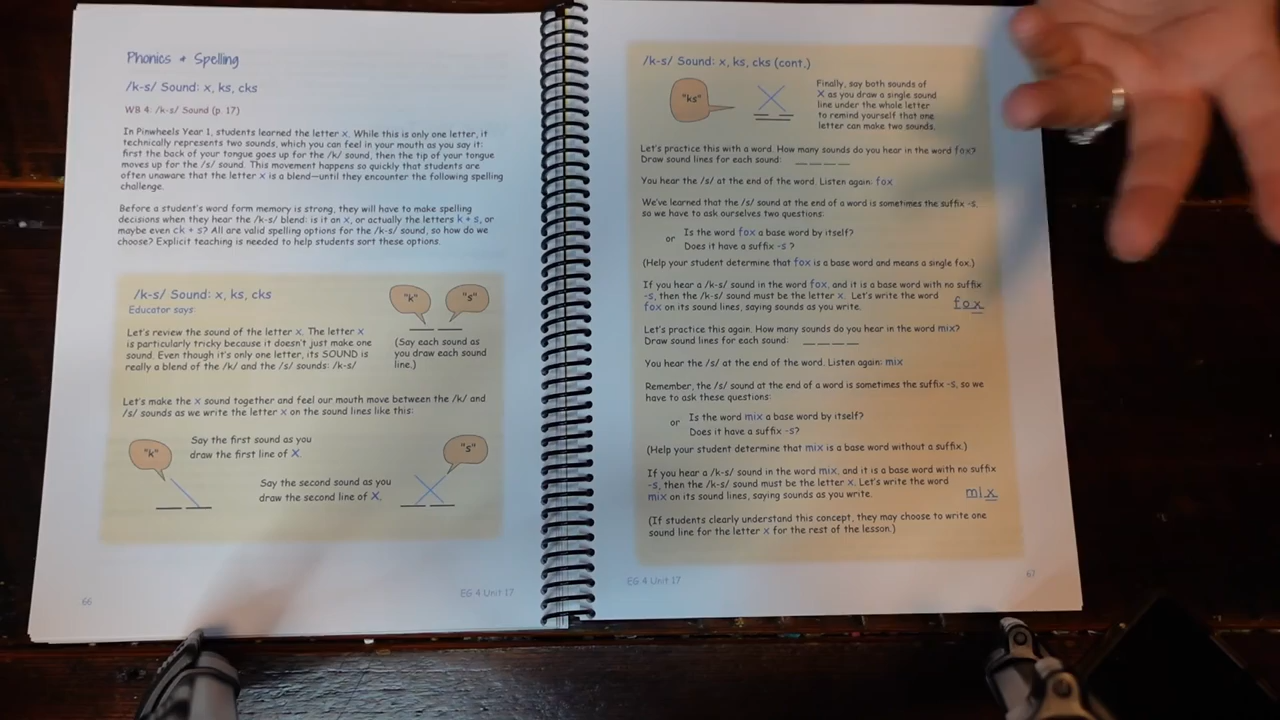 Phonics + Spelling
/k-s/ Sound: x, ks, cks
WB 4: /k-s/ Sound (p. 17)
In Pinwheels Year 1, students learned the letter x. While this is only one letter, it
technically represents two sounds, which you can feel in your mouth as you say it:
first the back of your tongue goes up for the /k/ sound, then the tip of your tongue
moves up for the /s/ sound. This movement happens so quickly that students are
often unaware that the letter x is a blend—until they encounter the following spelling
challenge.
Before a student's word form memory is strong, they will have to make spelling
decisions when they hear the /k-s/ blend: is it an x, or actually the letters k + s, or
maybe even ck + s? All are valid spelling options for the /k-s/ sound, so how do we
choose? Explicit teaching is needed to help students sort these options.
/k-s/ Sound: x, ks, cks
Educator says:
"k"
"s"
Let's review the sound of the letter x. The letter x
is particularly tricky because it doesn't just make one
sound. Even though it's only one letter, its SOUND is
really a blend of the /k/ and the /s/ sounds: /k-s/
(Say each sound as
you draw each sound
line.)
Let's make the x sound together and feel our mouth move between the /k/ and
/s/ sounds as we write the letter x on the sound lines like this:
"k"
Say the first sound as you
draw the first line of X.
Say the second sound as you
draw the second line of X.
"s"
66
EG 4 Unit 17
/k-s/ Sound: x, ks, cks (cont.)
"ks"
X
Finally, say both sounds of
X as you draw a single sound
line under the whole letter
to remind yourself that one
letter can make two sounds.
Let's practice this with a word. How many sounds do you hear in the word fox?
Draw sound lines for each sound: __ __ __ __
You hear the /s/ at the end of the word. Listen again: fox
We've learned that the /s/ sound at the end of a word is sometimes the suffix -s,
so we have to ask ourselves two questions:
Is the word fox a base word by itself?
or
Does it have a suffix -s ?
(Help your student determine that fox is a base word and means a single fox.)
If you hear a /k-s/ sound in the word fox, and it is a base word with no suffix
-s, then the /k-s/ sound must be the letter x. Let's write the word
fox on its sound lines, saying sounds as you write.
fox
Let's practice this again. How many sounds do you hear in the word mix?
Draw sound lines for each sound: __ __ __ __
You hear the /s/ at the end of the word. Listen again: mix
Remember, the /s/ sound at the end of a word is sometimes the suffix -s, so we
have to ask these questions:
Is the word mix a base word by itself?
or
Does it have a suffix -s?
(Help your student determine that mix is a base word without a suffix.)
If you hear a /k-s/ sound in the word mix, and it is a base word with no suffix
-s, then the /k-s/ sound must be the letter x. Let's write the word
mix on its sound lines, saying sounds as you write.
mix
(If students clearly understand this concept, they may choose to write one
sound line for the letter x for the rest of the lesson.)
EG 4 Unit 17
67